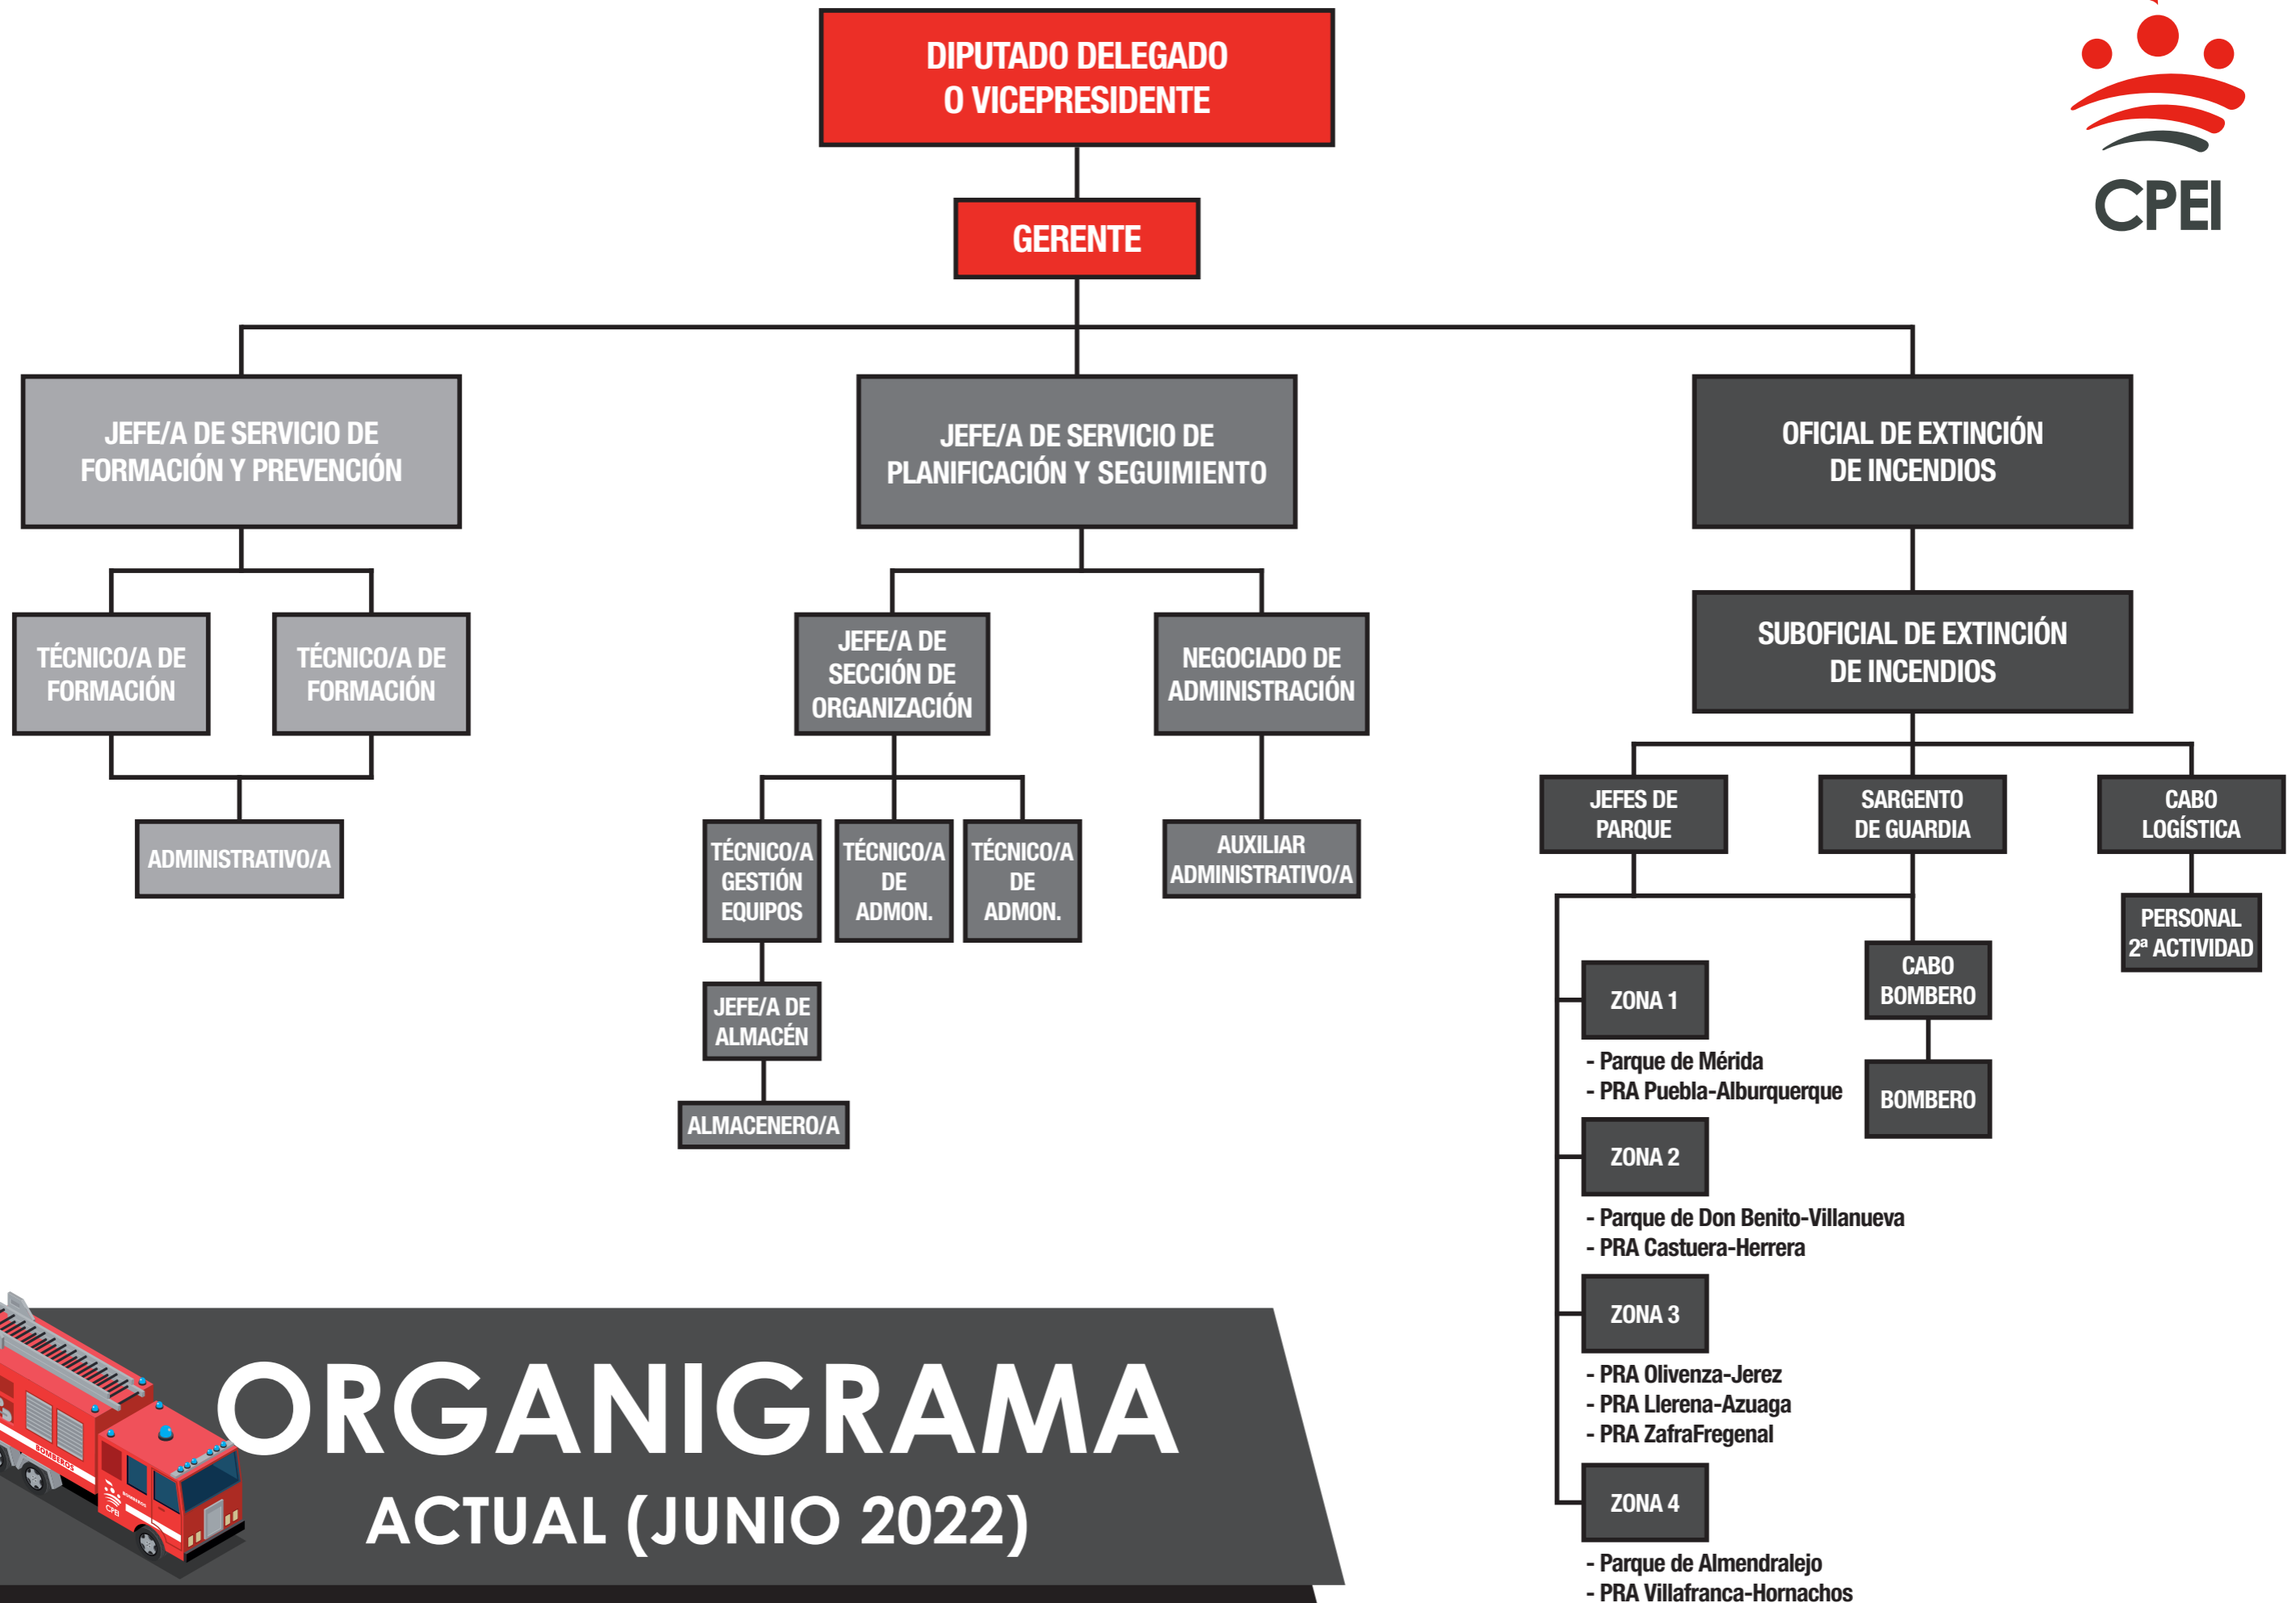 DIPUTADO DELEGADO
O VICEPRESIDENTE
CPEI
GERENTE
JEFE/A DE SERVICIO DE
FORMACIÓN Y PREVENCIÓN
JEFE/A DE SERVICIO DE
PLANIFICACIÓN Y SEGUIMIENTO
OFICIAL DE EXTINCIÓN
DE INCENDIOS
TÉCNICO/A DE
FORMACIÓN
TÉCNICO/A DE
FORMACIÓN
JEFE/A DE
SECCIÓN DE
ORGANIZACIÓN
NEGOCIADO DE
ADMINISTRACIÓN
SUBOFICIAL DE EXTINCIÓN
DE INCENDIOS
ADMINISTRATIVO/A
TÉCNICO/A
GESTIÓN
EQUIPOS
TÉCNICO/A
DE
ADMON.
TÉCNICO/A
DE
ADMON.
AUXILIAR
ADMINISTRATIVO/A
JEFES DE
PARQUE
SARGENTO
DE GUARDIA
CABO
LOGÍSTICA
JEFE/A DE
ALMACÉN
ALMACENERO/A
PERSONAL
2ª ACTIVIDAD
CABO
BOMBERO
BOMBERO
ZONA 1
- Parque de Mérida
- PRA Puebla-Alburquerque
ZONA 2
- Parque de Don Benito-Villanueva
- PRA Castuera-Herrera
ZONA 3
- PRA Olivenza-Jerez
- PRA Llerena-Azuaga
- PRA ZafraFregenal
ZONA 4
- Parque de Almendralejo
- PRA Villafranca-Hornachos
ORGANIGRAMA
ACTUAL (JUNIO 2022)
BOMBEROS
BOMBEROS
CPEI